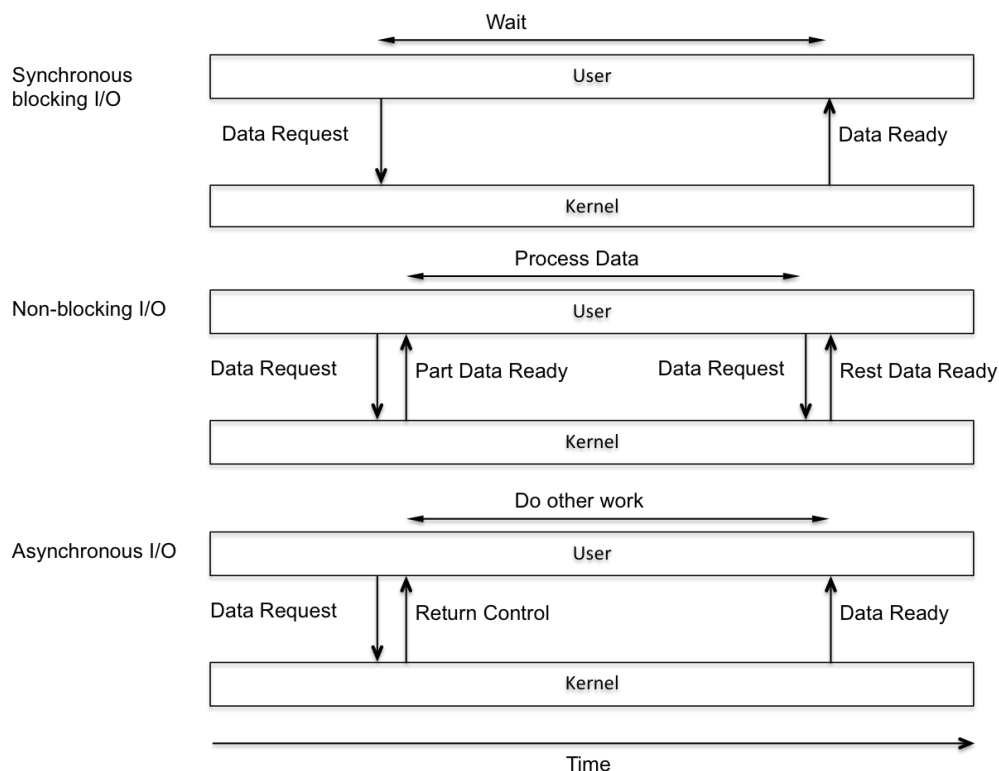 Wait
Synchronous
blocking I/O
User
Data Request
Data Ready
Kernel
Process Data
Non-blocking I/O
User
Data Request
Part Data Ready
Data Request
Rest Data Ready
Kernel
Do other work
Asynchronous I/O
User
Data Request
Return Control
Data Ready
Kernel
Time